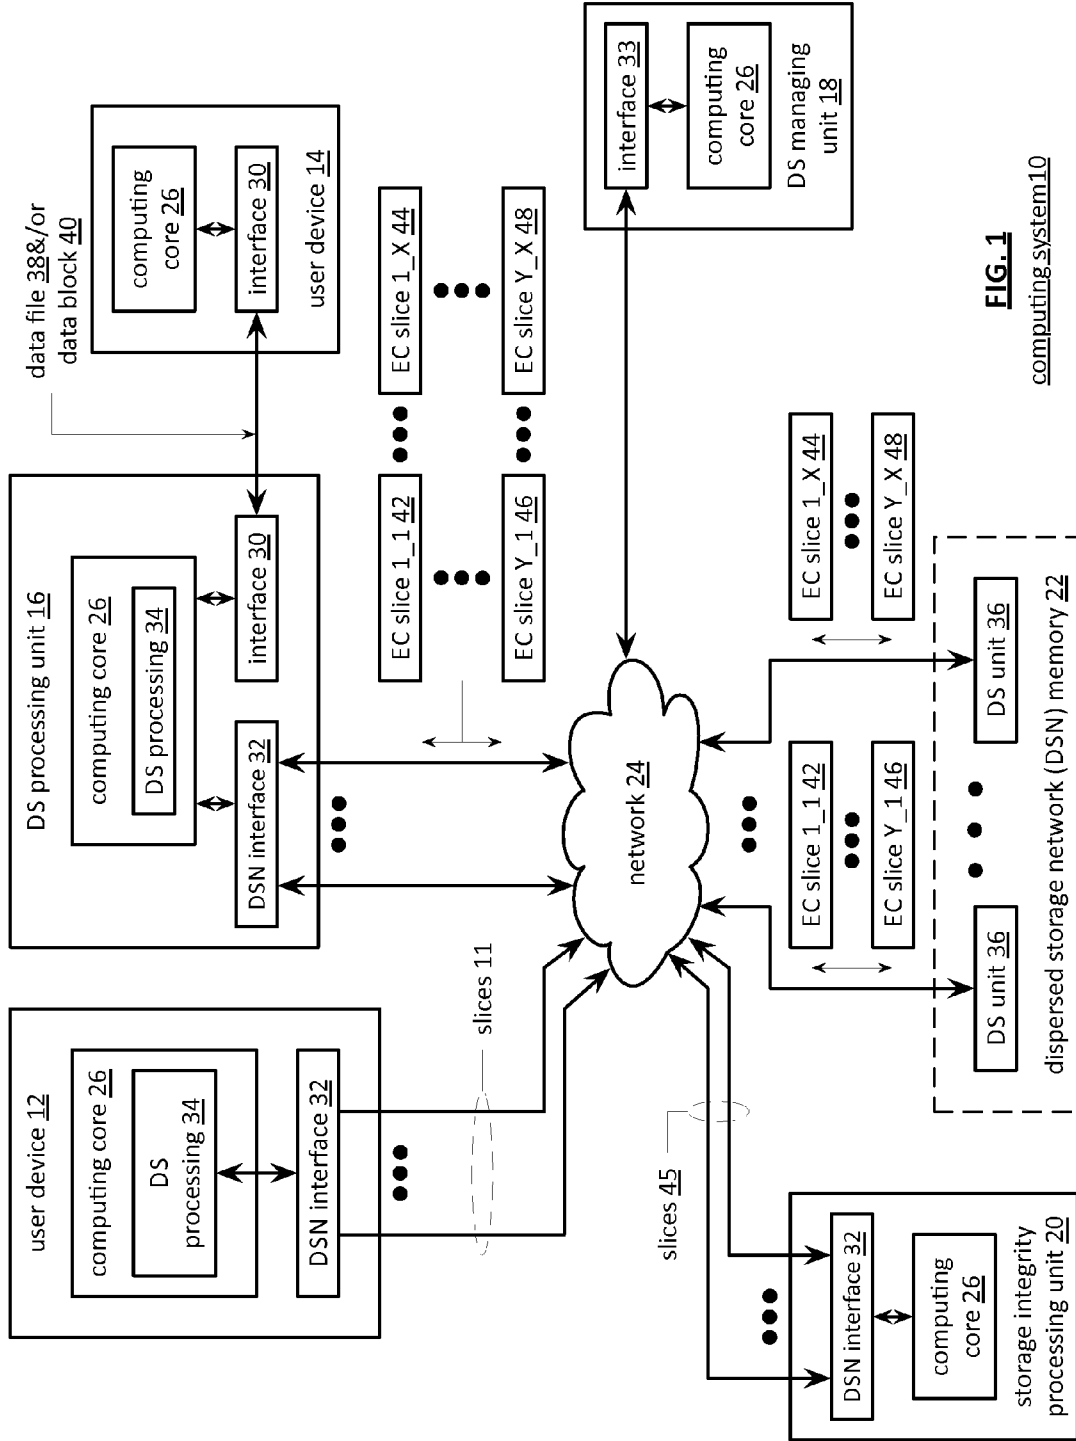 user device 12
computing core 26
DS
processing 34
DSN interface 32
slices 11
DS processing unit 16
computing core 26
DS processing 34
DSN interface 32
interface 30
data file 38&/or
data block 40
computing
core 26
interface 30
user device 14
EC slice 1_1 42
EC slice 1_X 44
EC slice Y_1 46
EC slice Y_X 48
network 24
interface 33
computing
core 26
DS managing
unit 18
slices 45
DSN interface 32
computing
core 26
storage integrity
processing unit 20
EC slice 1_1 42
EC slice Y_1 46
EC slice 1_X 44
EC slice Y_X 48
DS unit 36
DS unit 36
dispersed storage network (DSN) memory 22
FIG. 1
computing system10